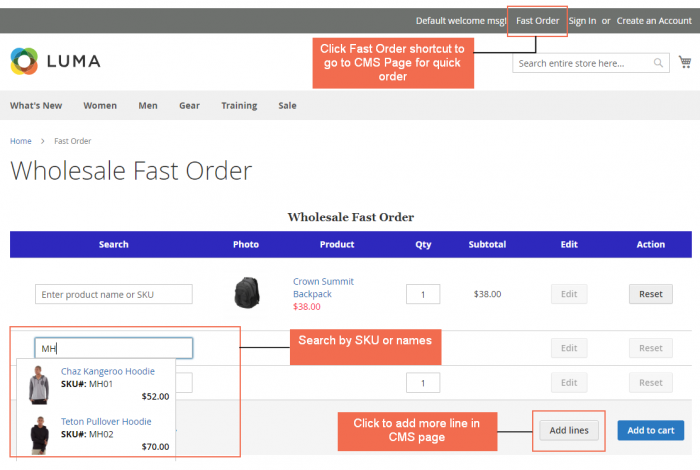 Default welcome msg! Fast Order Sign In or Create an Account
Click Fast Order shortcut to
go to CMS Page for quick
order
LUMA
Search entire store here...
What's New Women Men Gear Training Sale
Home > Fast Order
Wholesale Fast Order
Wholesale Fast Order
Search Photo Product Qty Subtotal Edit Action
Enter product name or SKU
Crown Summit
Backpack
$38.00
1
$38.00
Edit
Reset
MH
Search by SKU or names
Edit
Reset
Chaz Kangeroo Hoodie
SKU#: MH01
$52.00
1
Edit
Reset
Teton Pullover Hoodie
SKU#: MH02
$70.00
Click to add more line in
CMS page
Add lines
Add to cart